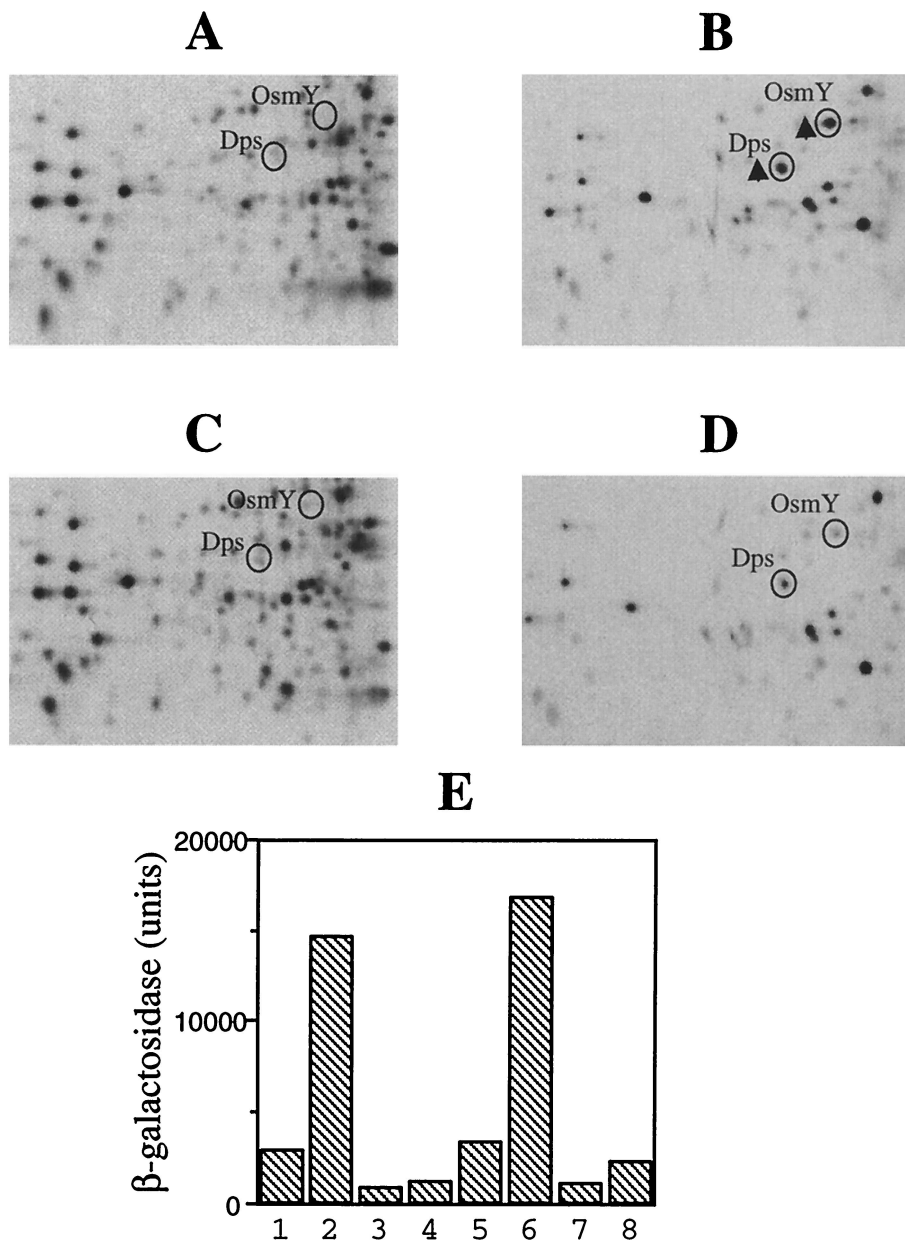 A
B
OsmY
Dps
OsmY
Dps
C
D
OsmY
Dps
OsmY
Dps
E
β-galactosidase (units)
20000
10000
0
1 2 3 4 5 6 7 8